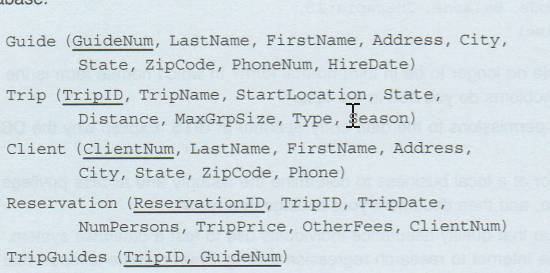 abase.
Guide (GuideNum, LastName, FirstName, Address, City,
State, ZipCode, PhoneNum, HireDate)
Trip (TripID, TripName, StartLocation, State,
Distance, MaxGrpSize, Type, Season)
Client (ClientNum, LastName, FirstName, Address,
City, State, ZipCode, Phone)
Reservation (ReservationID, TripID, TripDate,
NumPersons, TripPrice, OtherFees, ClientNum)
TripGuides (TripID, GuideNum)